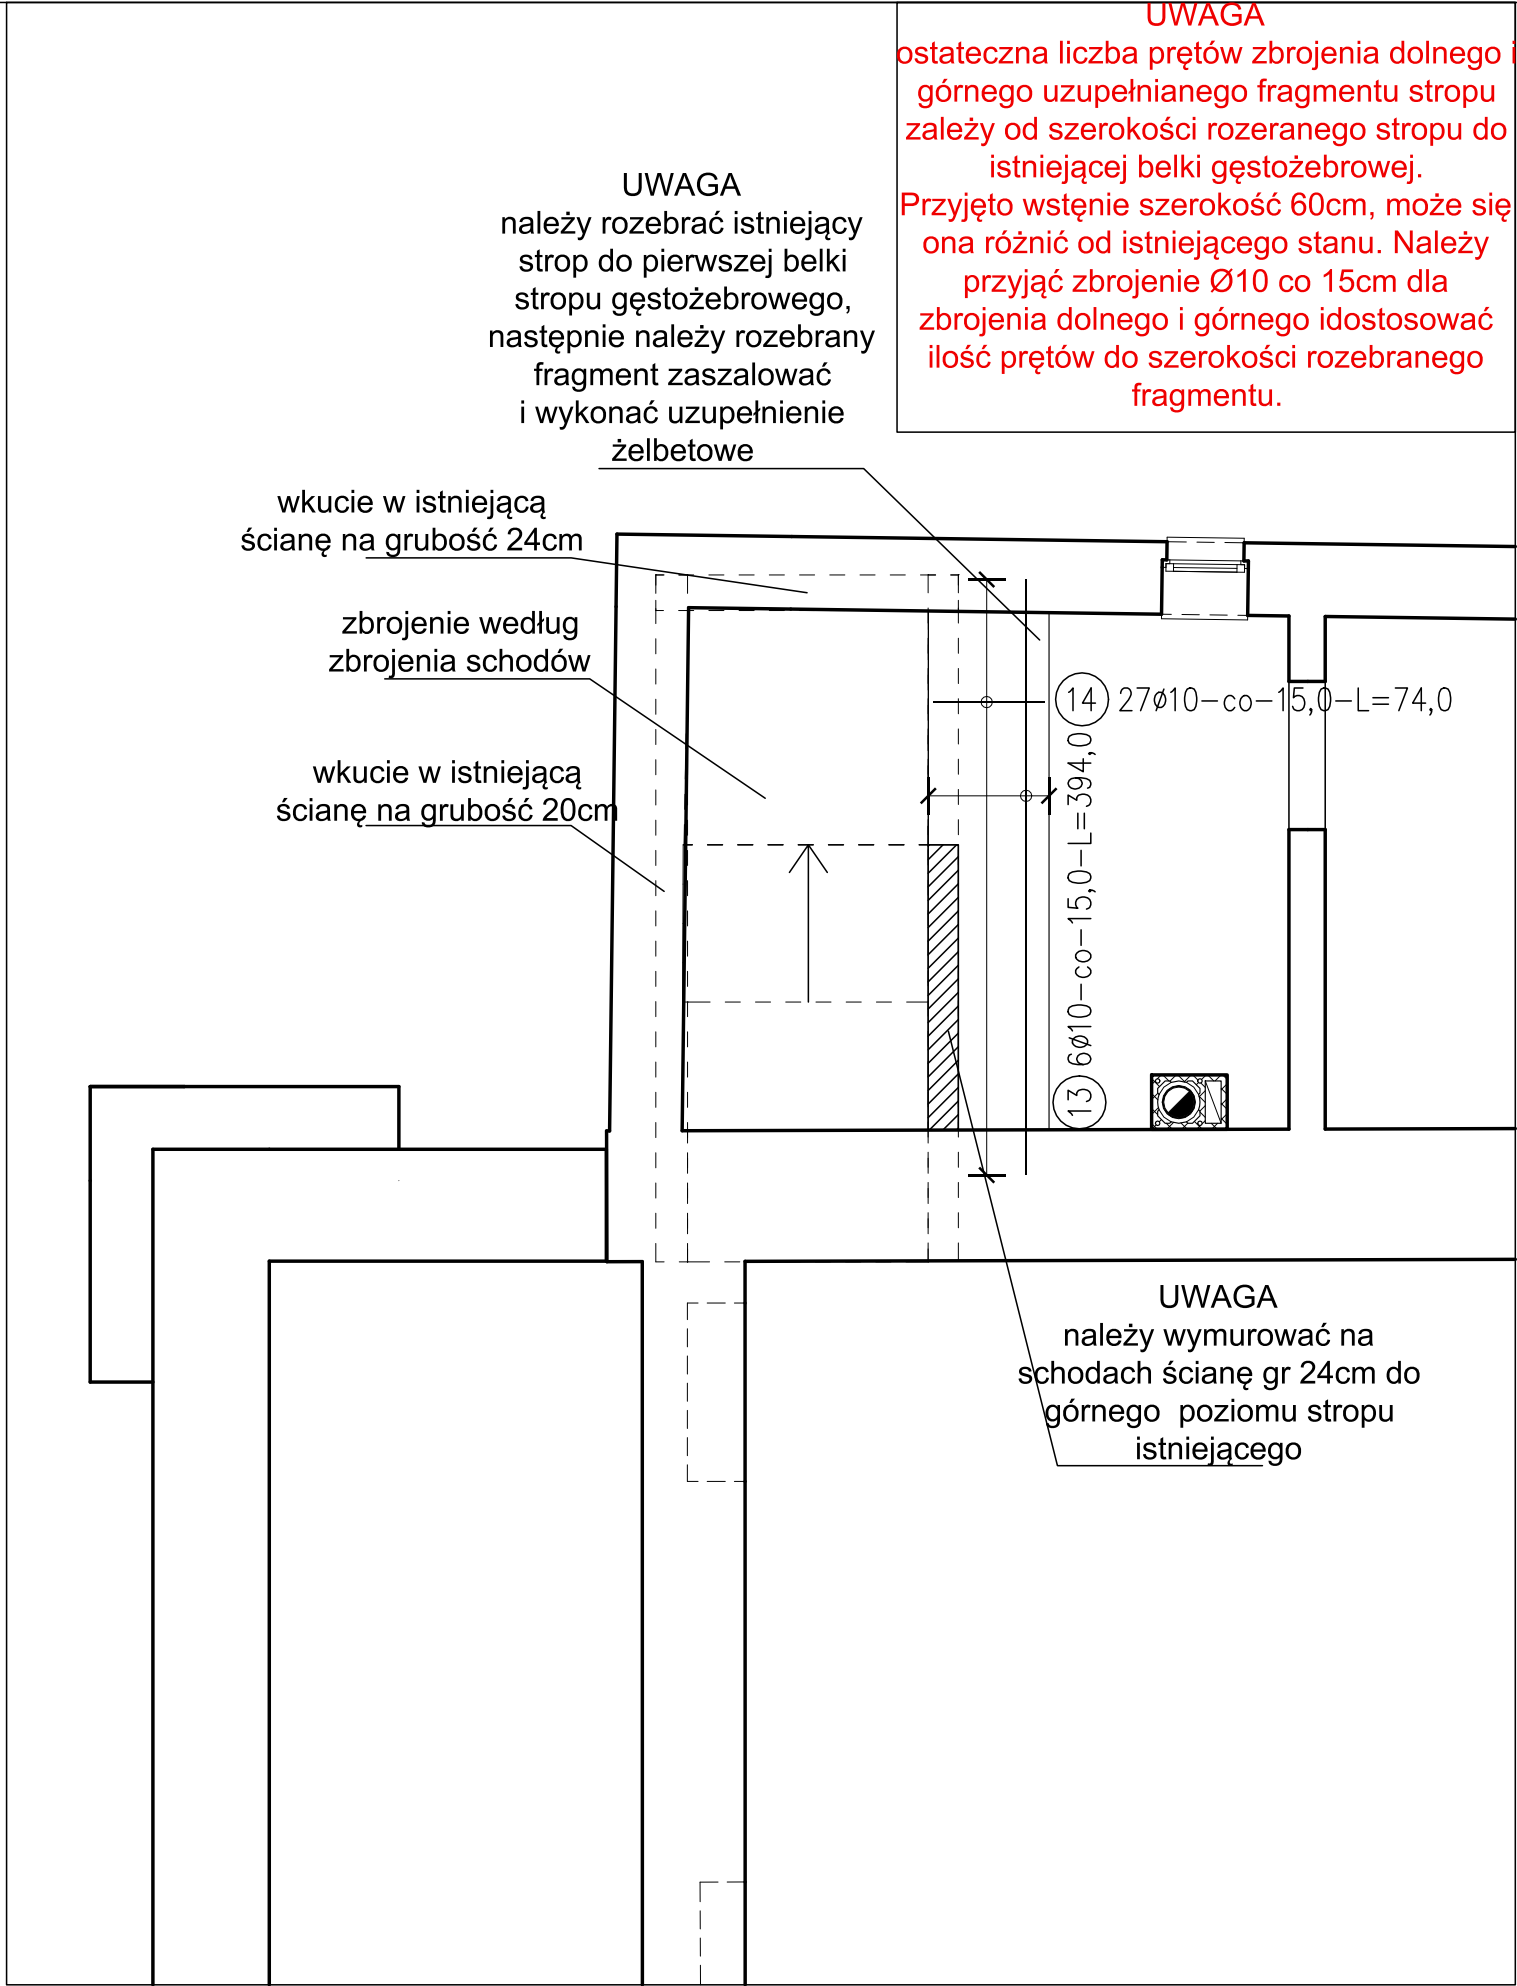 UWAGA
ostateczna liczba prętów zbrojenia dolnego i
górnego uzupełnianego fragmentu stropu
zależy od szerokości rozeranego stropu do
istniejącej belki gęstożebrowej.
Przyjęto wstęnie szerokość 60cm, może się
ona różnić od istniejącego stanu. Należy
przyjąć zbrojenie Ø10 co 15cm dla
zbrojenia dolnego i górnego idostosować
ilość prętów do szerokości rozebranego
fragmentu.
UWAGA
należy rozebrać istniejący
strop do pierwszej belki
stropu gęstożebrowego,
następnie należy rozebrany
fragment zaszalować
i wykonać uzupełnienie
żelbetowe
wkucie w istniejącą
ścianę na grubość 24cm
zbrojenie według
zbrojenia schodów
wkucie w istniejącą
ścianę na grubość 20cm
14 27ø10-co-15,0-L=74,0
13 6ø10-co-15,0-L=394,0
UWAGA
należy wymurować na
schodach ścianę gr 24cm do
górnego poziomu stropu
istniejącego